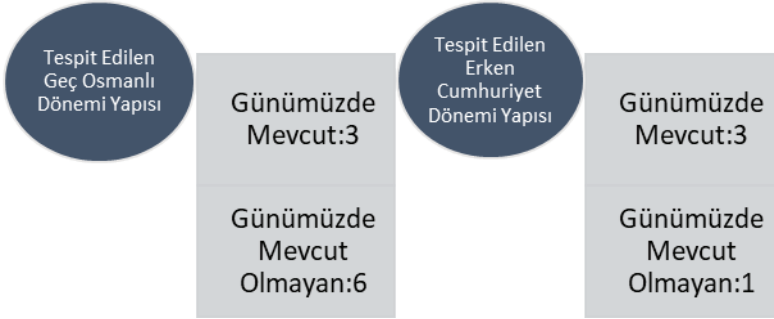 Tespit Edilen
Geç Osmanlı
Dönemi Yapısı
Günümüzde
Mevcut:3
Günümüzde
Mevcut
Olmayan:6
Tespit Edilen
Erken
Cumhuriyet
Dönemi Yapısı
Günümüzde
Mevcut:3
Günümüzde
Mevcut
Olmayan:1